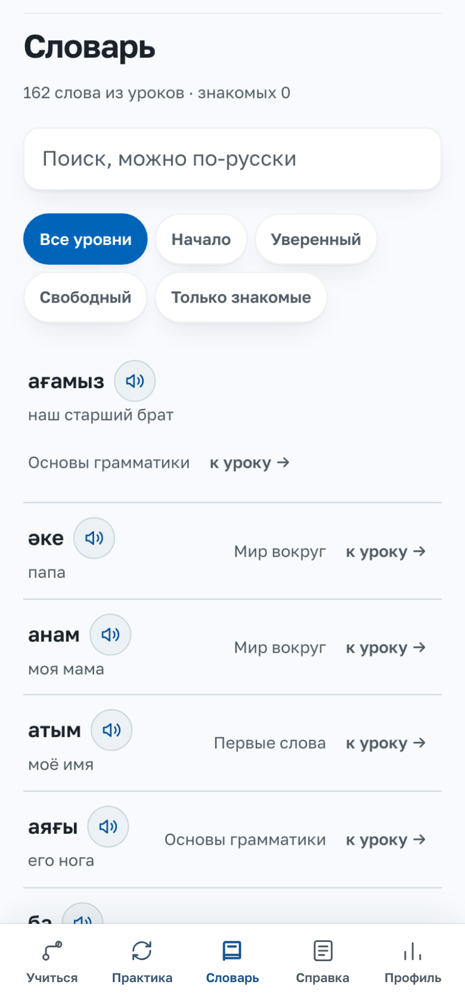 Словарь
162 слова из уроков · знакомых 0
Поиск, можно по-русски
Все уровни Начало Уверенный
Свободный Только знакомые
ағамыз
наш старший брат
Основы грамматики к уроку →
әке
папа
Мир вокруг к уроку →
анам
моя мама
Мир вокруг к уроку →
атым
моё имя
Первые слова к уроку →
аяғы
его нога
Основы грамматики к уроку →
ба
Учиться Практика Словарь Справка Профиль